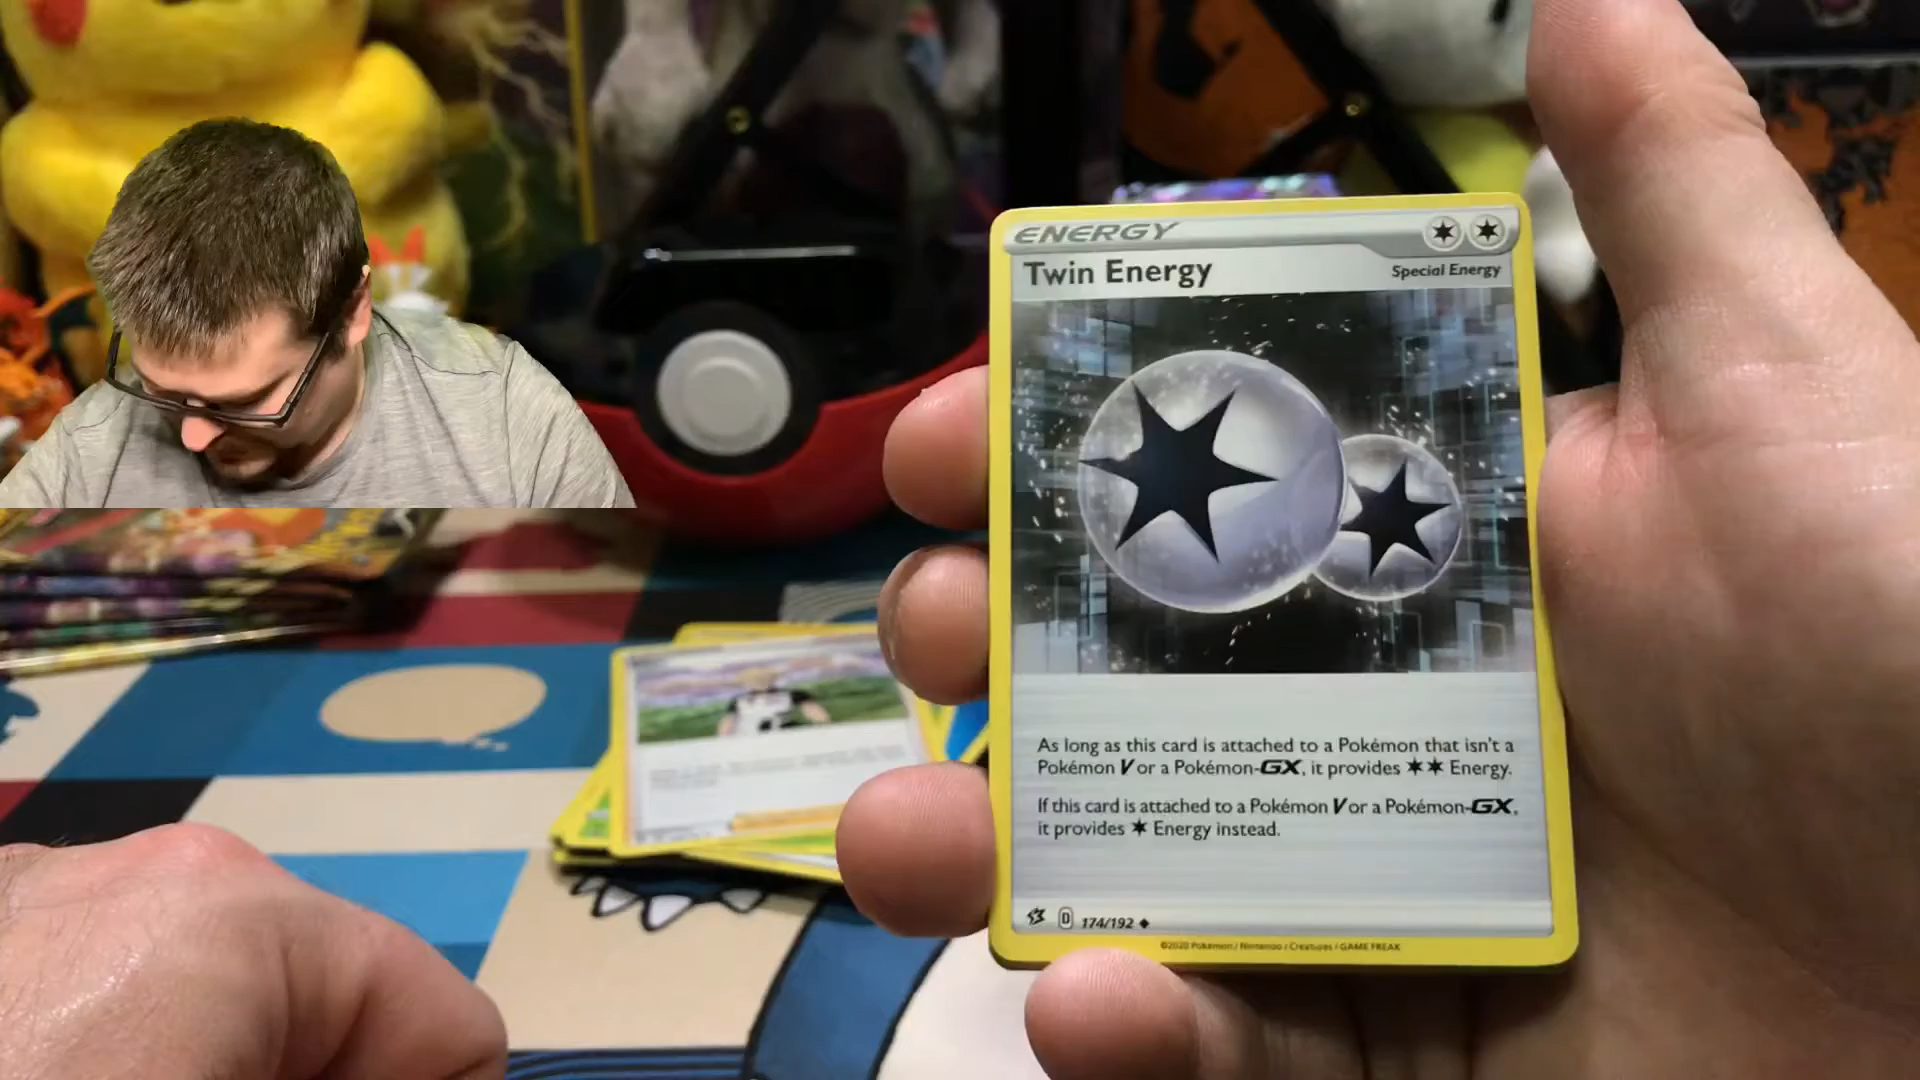 ENERGY
Twin Energy
Special Energy
As long as this card is attached to a Pokémon that isn't a
Pokémon V or a Pokémon-GX, it provides ✶✶ Energy.
If this card is attached to a Pokémon V or a Pokémon-GX,
it provides ✶ Energy instead.
D 174/192 ◆
©2020 Pokémon / Nintendo / Creatures / GAME FREAK